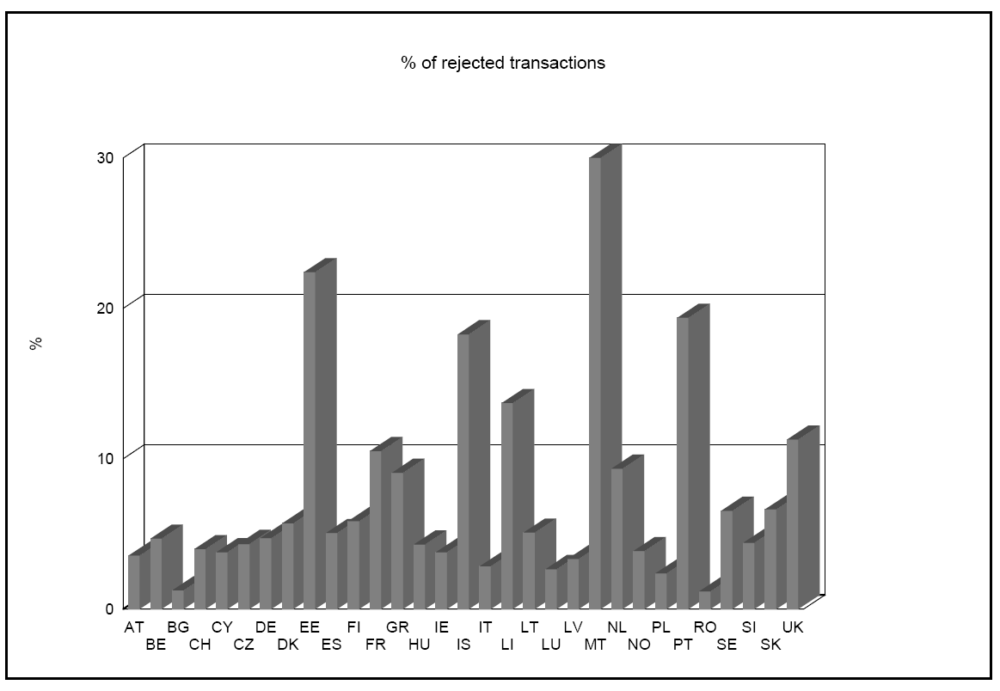 % of rejected transactions
30
20
%
10
0
AT BG CY DE EE FI GR IE IT LT LV NL PL RO SI UK
BE CH CZ DK ES FR HU IS LI LU MT NO PT SE SK